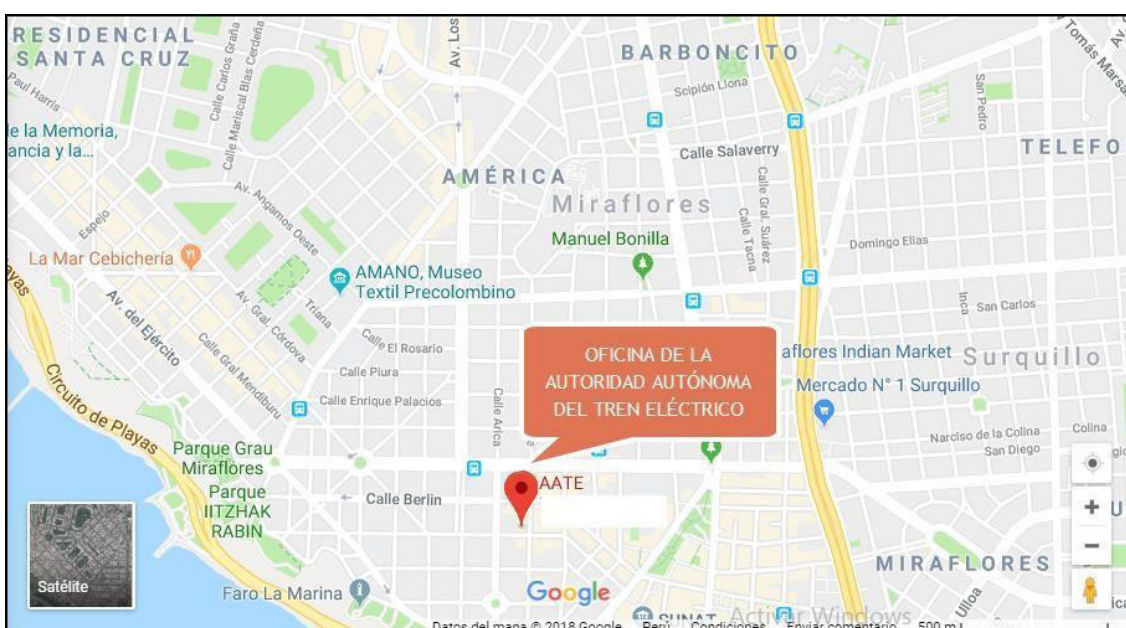 RESIDENCIAL
SANTA CRUZ
Calle Carlos Graña
Calle Mariscal Blas Cerdeña
Av. Los
BARBONCITO
Tomás Marsa
Paul Harris
Scipión Llona
San Pedro
e la Memoria,
ancia y la...
Calle Salaverry
TELEFO
AMÉRICA
Miraflores
Av. Angamos Oeste
Calle Gral. Suárez
Calle Tacna
Espejo
Manuel Bonilla
Domingo Elias
La Mar Cebichería
AMANO, Museo
Textil Precolombino
ayas
Av. del Ejército
Av. Gral. Córdova
Triana
Inca
San Carlos
Calle El Rosario
OFICINA DE LA
AUTORIDAD AUTÓNOMA
DEL TREN ELÉCTRICO
aflores Indian Market
Surquillo
Calle Gral Mendiburu
Calle Piura
Mercado N° 1 Surquillo
Circuito de Playas
Calle Enrique Palacios
Calle Arica
Narciso de la Colina
Colina
San Diego
Parque Grau
Miraflores
AATE
Parque
IITZHAK
RABIN
Calle Berlin
MIRAFLORES
Satélite
Faro La Marina
Google
Ulloa
SUNAT
Activar Windows
Datos del mapa © 2018 Google
Perú
Condiciones
Enviar comentario
500 m